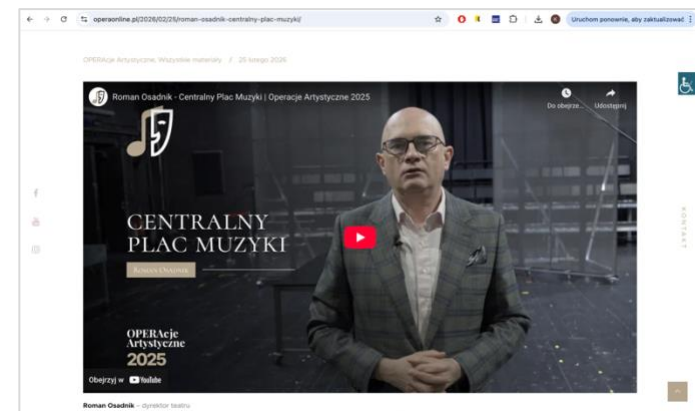 operaonline.pl/2026/02/25/roman-osadnik-centralny-plac-muzyki/
Uruchom ponownie, aby zaktualizować
OPERAcje Artystyczne, Wszystkie materiały // 25 lutego 2026
Roman Osadnik - Centralny Plac Muzyki | Operacje Artystyczne 2025
Do obejrze...
Udostępnij
CENTRALNY
PLAC MUZYKI
ROMAN OSADNIK
OPERAcje
Artystyczne
2025
Obejrzyj w YouTube
KONTAKT
Roman Osadnik – dyrektor teatru